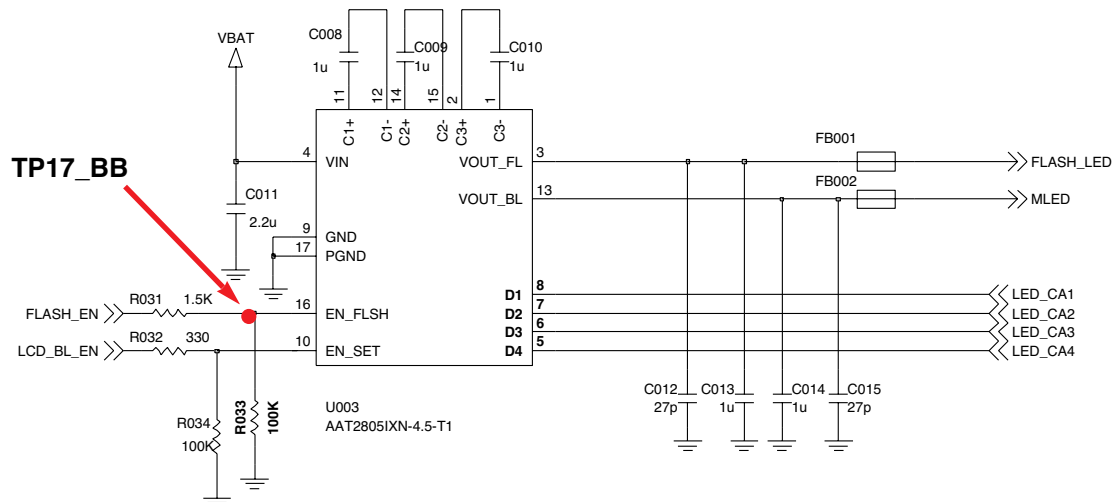 VBAT
C008
1u
C009
1u
C010
1u
11
12
14
15
2
1
C1+
C1-
C2+
C2-
C3+
C3-
TP17_BB
4
VIN
C011
2.2u
9
GND
17
PGND
VOUT_FL
3
FB001
FLASH_LED
VOUT_BL
13
FB002
MLED
FLASH_EN
R031
1.5K
16
EN_FLSH
LCD_BL_EN
R032
330
10
EN_SET
D1
8
LED_CA1
D2
7
LED_CA2
D3
6
LED_CA3
D4
5
LED_CA4
R034
100K
R033
100K
U003
AAT2805IXN-4.5-T1
C012
27p
C013
1u
C014
1u
C015
27p